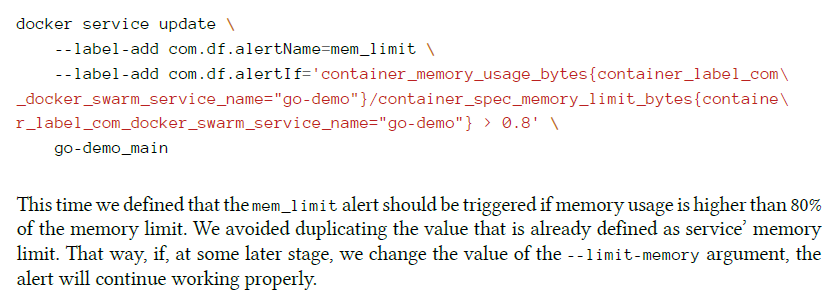 docker service update \
    --label-add com.df.alertName=mem_limit \
    --label-add com.df.alertIf='container_memory_usage_bytes{container_label_com\
_docker_swarm_service_name="go-demo"}/container_spec_memory_limit_bytes{containe\
r_label_com_docker_swarm_service_name="go-demo"} > 0.8' \
    go-demo_main
This time we defined that the mem_limit alert should be triggered if memory usage is higher than 80%
of the memory limit. We avoided duplicating the value that is already defined as service’ memory
limit. That way, if, at some later stage, we change the value of the --limit-memory argument, the
alert will continue working properly.